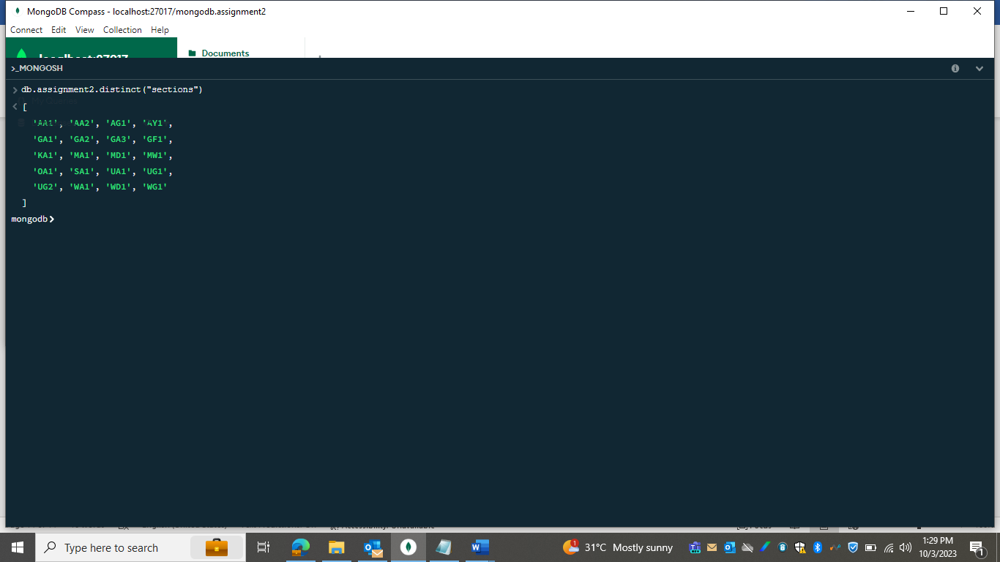 MongoDB Compass - localhost:27017/mongodb.assignment2
Connect Edit View Collection Help
localhost:27017
Documents
>_MONGOSH
db.assignment2.distinct("sections")
[
'AA1', 'AA2', 'AG1', 'AY1',
'GA1', 'GA2', 'GA3', 'GF1',
'KA1', 'MA1', 'MD1', 'MW1',
'OA1', 'SA1', 'UA1', 'UG1',
'UG2', 'WA1', 'WD1', 'WG1'
]
mongodb>
Type here to search
31°C Mostly sunny
1:29 PM
10/3/2023